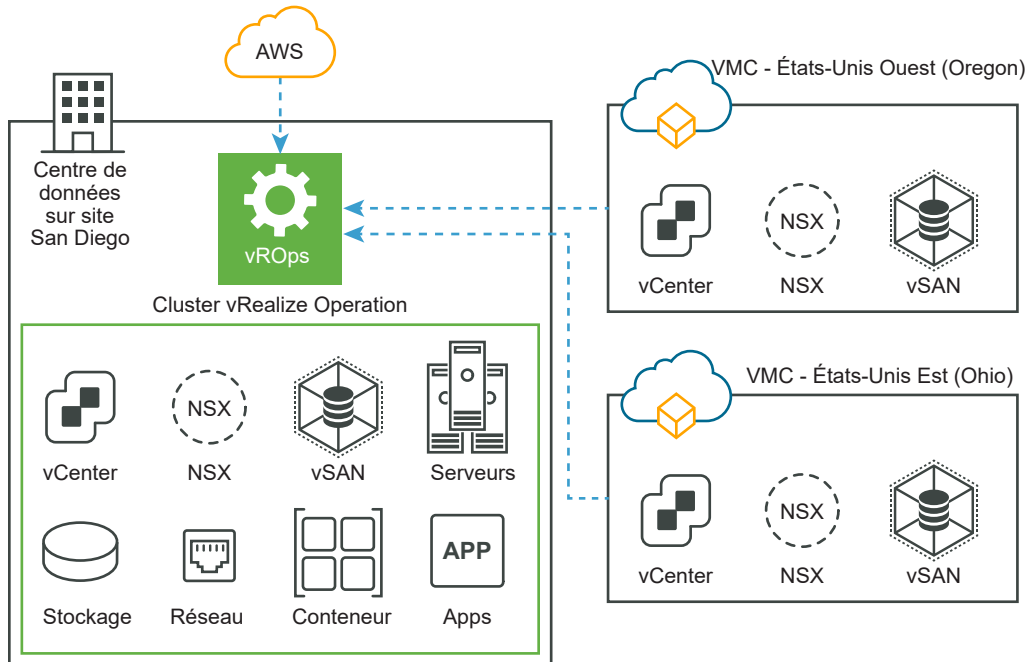 AWS
Centre de
données
sur site
San Diego
vROps
Cluster vRealize Operation
NSX
vCenter
NSX
vSAN
Serveurs
APP
Stockage
Réseau
Conteneur
Apps
VMC - États-Unis Ouest (Oregon)
NSX
vCenter
NSX
vSAN
VMC - États-Unis Est (Ohio)
NSX
vCenter
NSX
vSAN